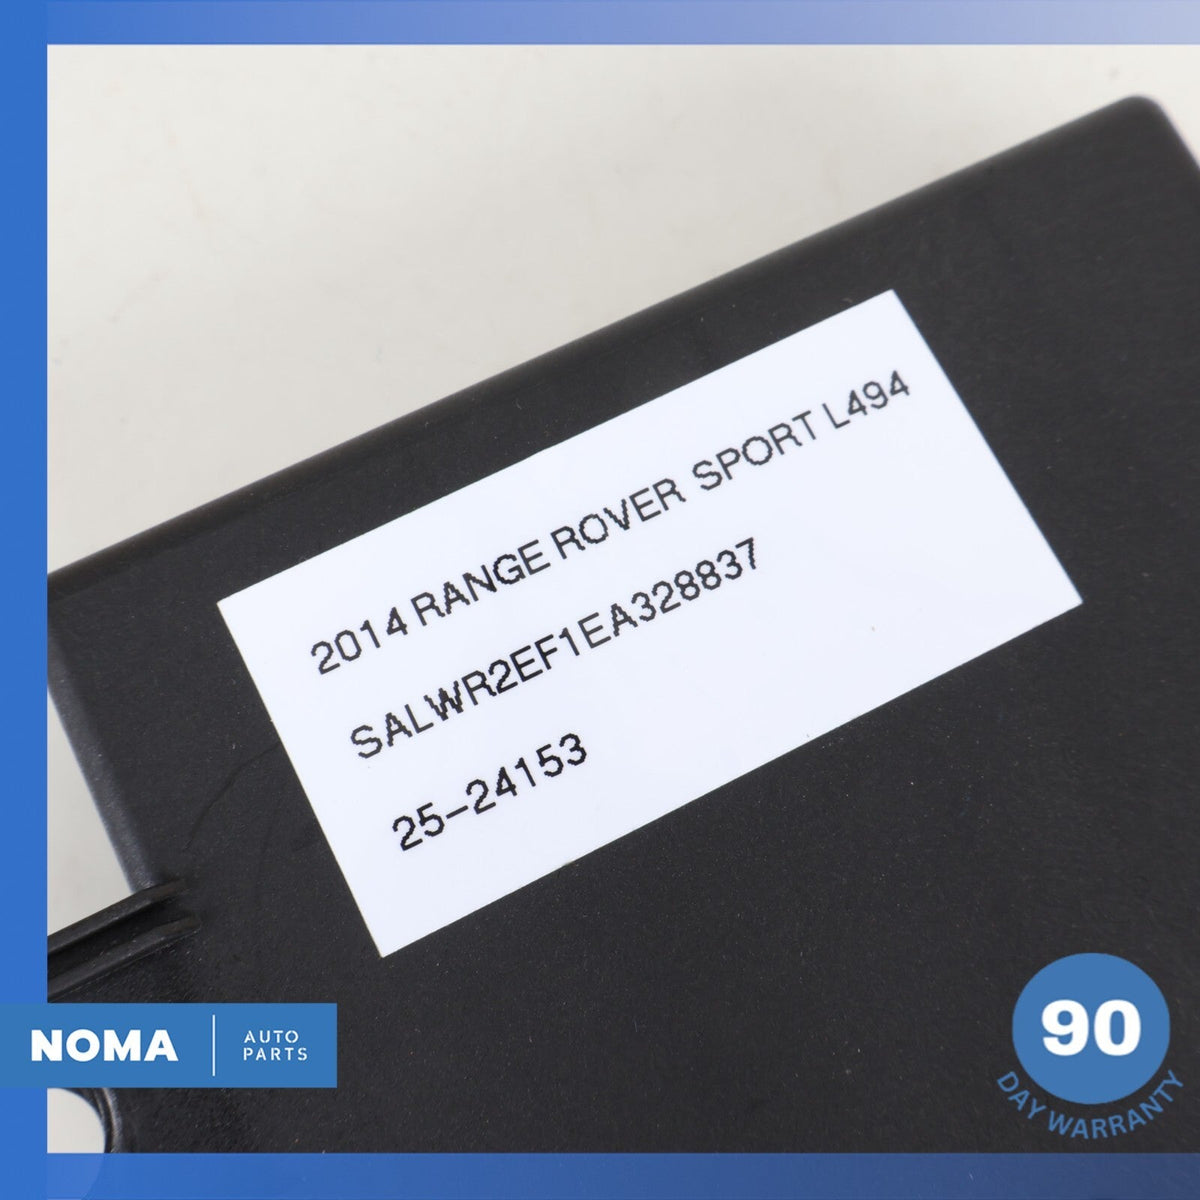 2014 RANGE ROVER SPORT L494
SALWR2EF1EA328837
25-24153
NOMA
AUTO
PARTS
90
DAY WARRANTY